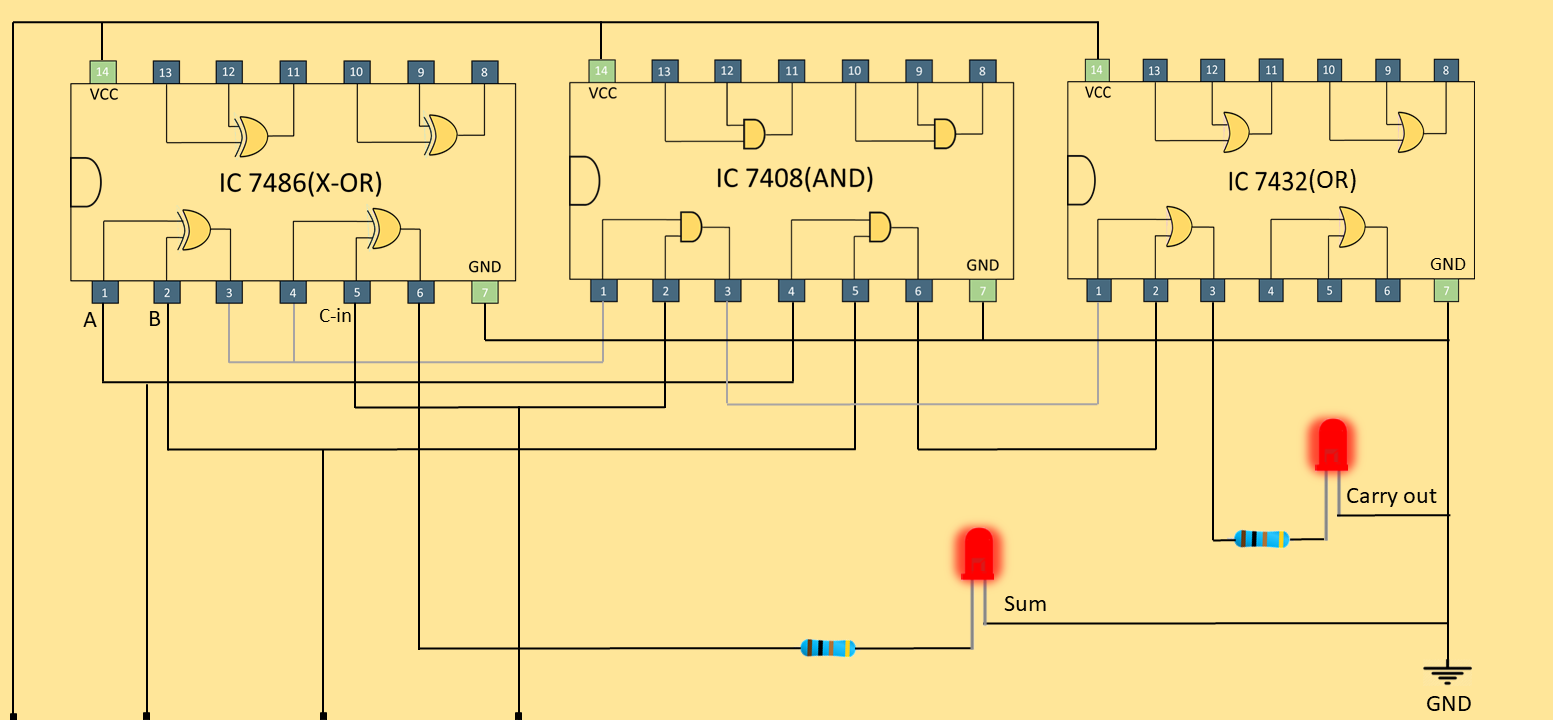 14 13 12 11 10 9 8
VCC
IC 7486(X-OR)
GND
1 2 3 4 5 6 7
A B C-in
14 13 12 11 10 9 8
VCC
IC 7408(AND)
GND
1 2 3 4 5 6 7
14 13 12 11 10 9 8
VCC
IC 7432(OR)
GND
1 2 3 4 5 6 7
Carry out
Sum
GND